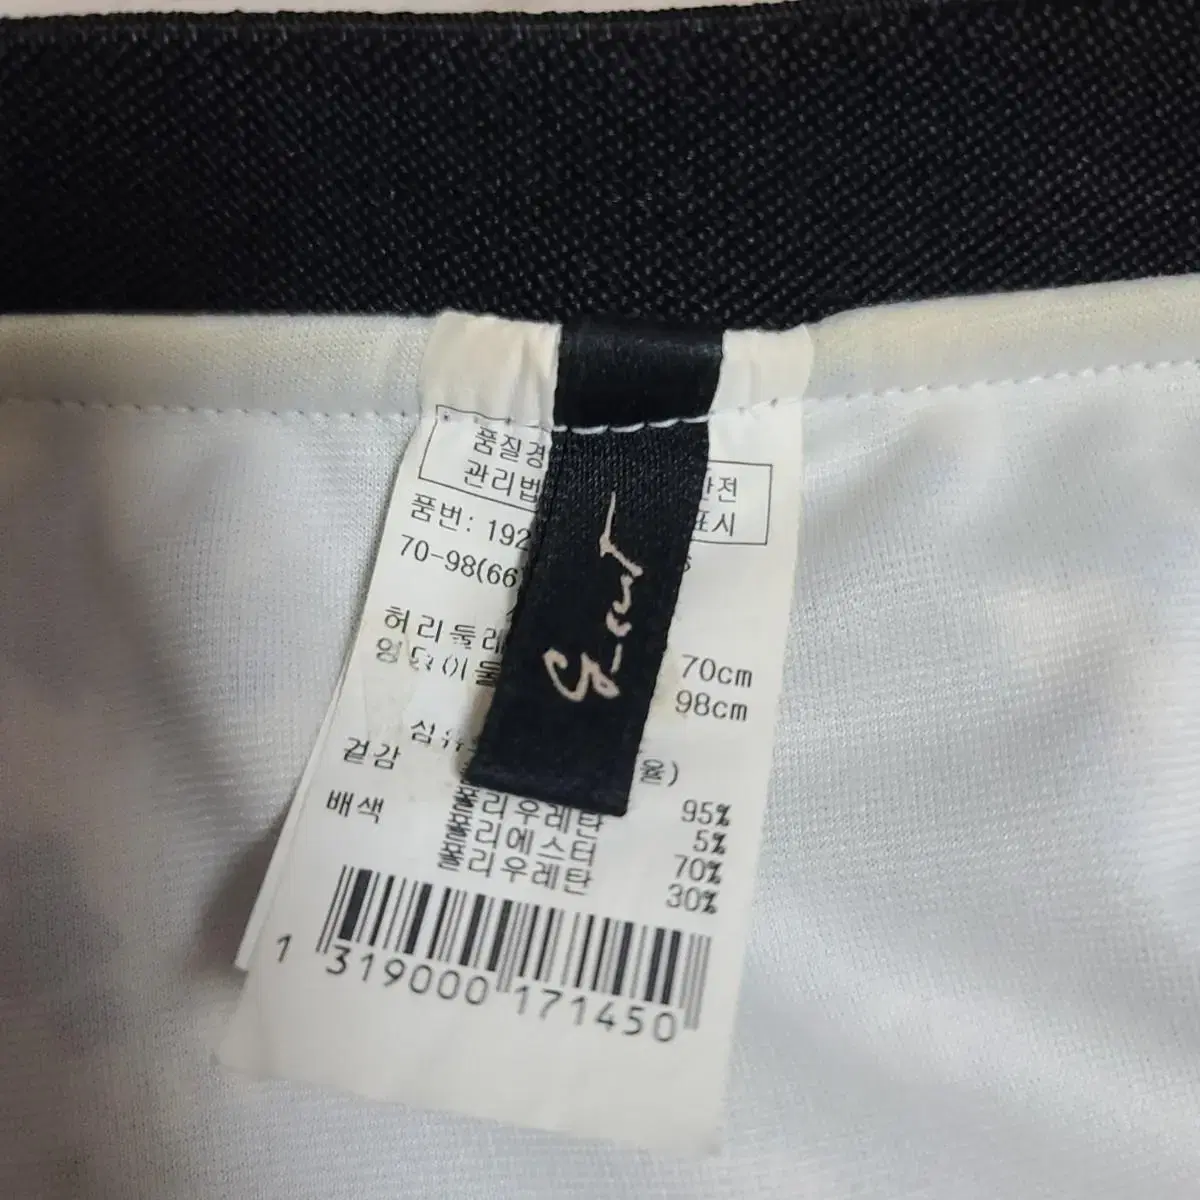 품질경
관리법
안전
표시
품번: 192
70-98(66)
허리둘레 70cm
엉덩이둘 98cm
섬유
겉감 용)
95%
폴리우레탄 5%
배색 폴리에스터 70%
폴리우레탄 30%
1 319000 171450